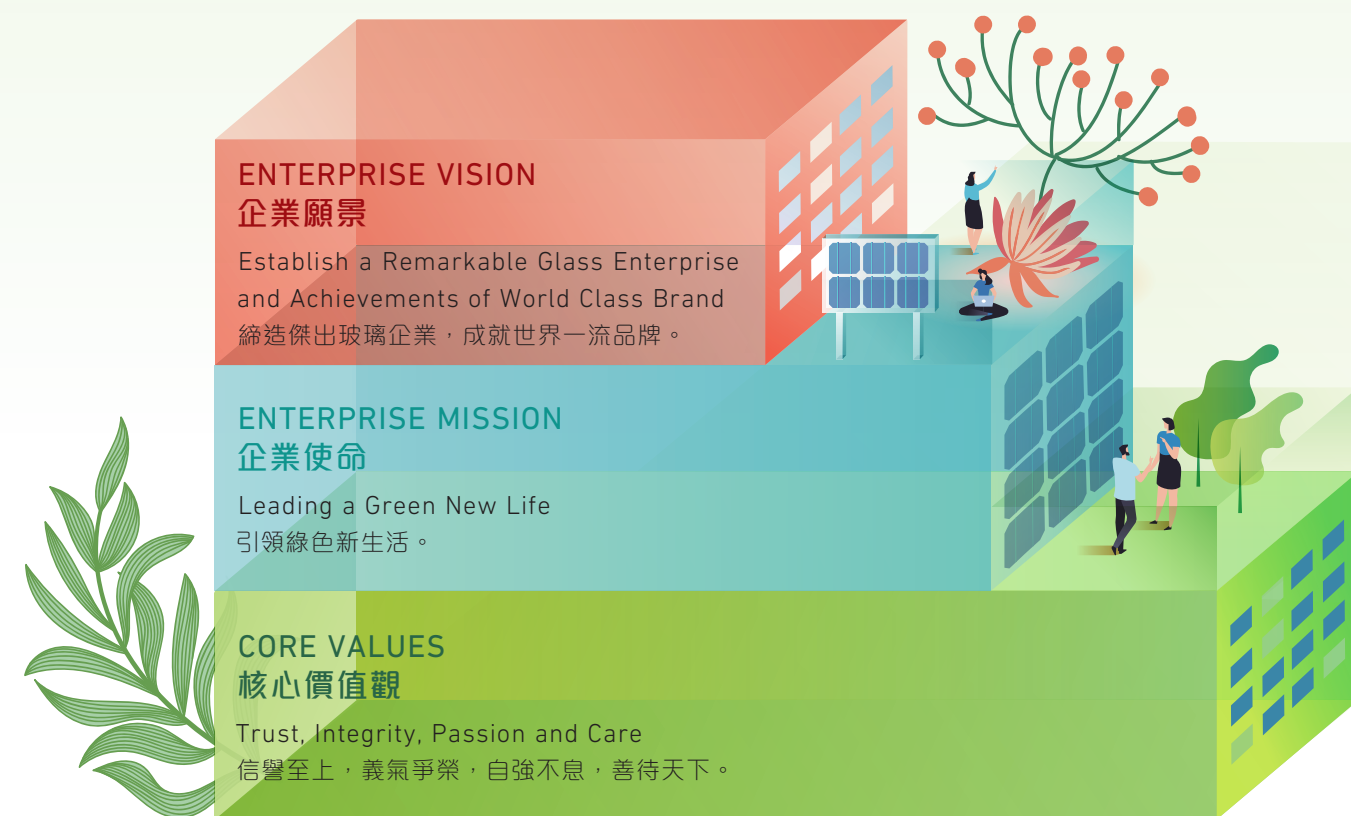 ENTERPRISE VISION
企業願景
Establish a Remarkable Glass Enterprise
and Achievements of World Class Brand
締造傑出玻璃企業，成就世界一流品牌。
ENTERPRISE MISSION
企業使命
Leading a Green New Life
引領綠色新生活。
CORE VALUES
核心價值觀
Trust, Integrity, Passion and Care
信譽至上，義氣爭榮，自強不息，善待天下。